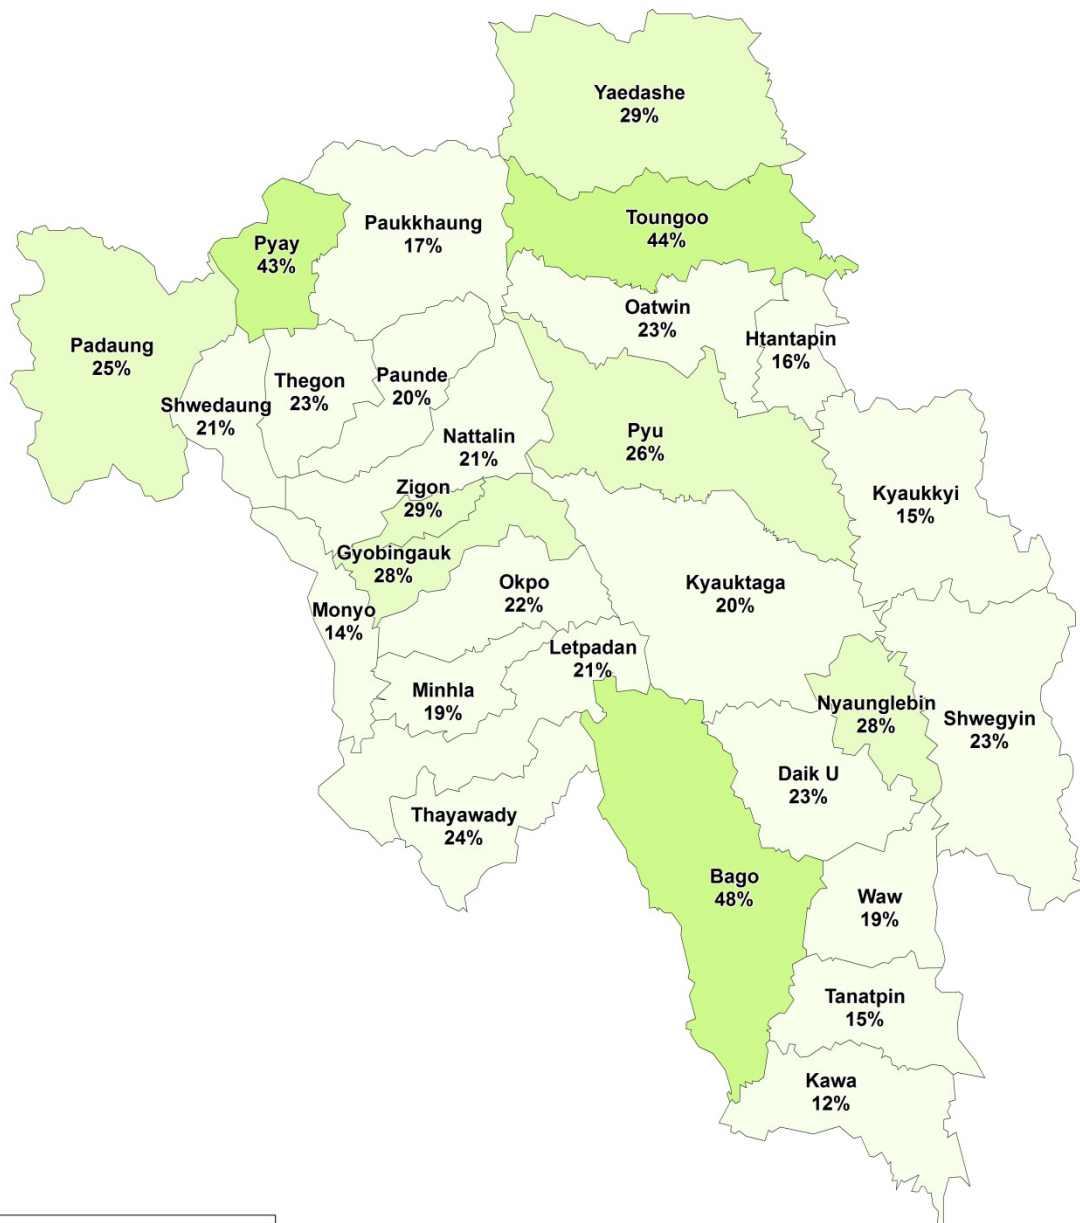 Yaedashe
29%
Toungoo
44%
Paukkhaung
17%
Pyay
43%
Oatwin
23%
Htantapin
16%
Padaung
25%
Shwedaung
21%
Thegon
23%
Paunde
20%
Nattalin
21%
Pyu
26%
Kyaukkyi
15%
Zigon
29%
Gyobingauk
28%
Okpo
22%
Kyauktaga
20%
Monyo
14%
Letpadan
21%
Minhla
19%
Nyaunglebin
28%
Shwegyin
23%
Daik U
23%
Thayawady
24%
Bago
48%
Waw
19%
Tanatpin
15%
Kawa
12%